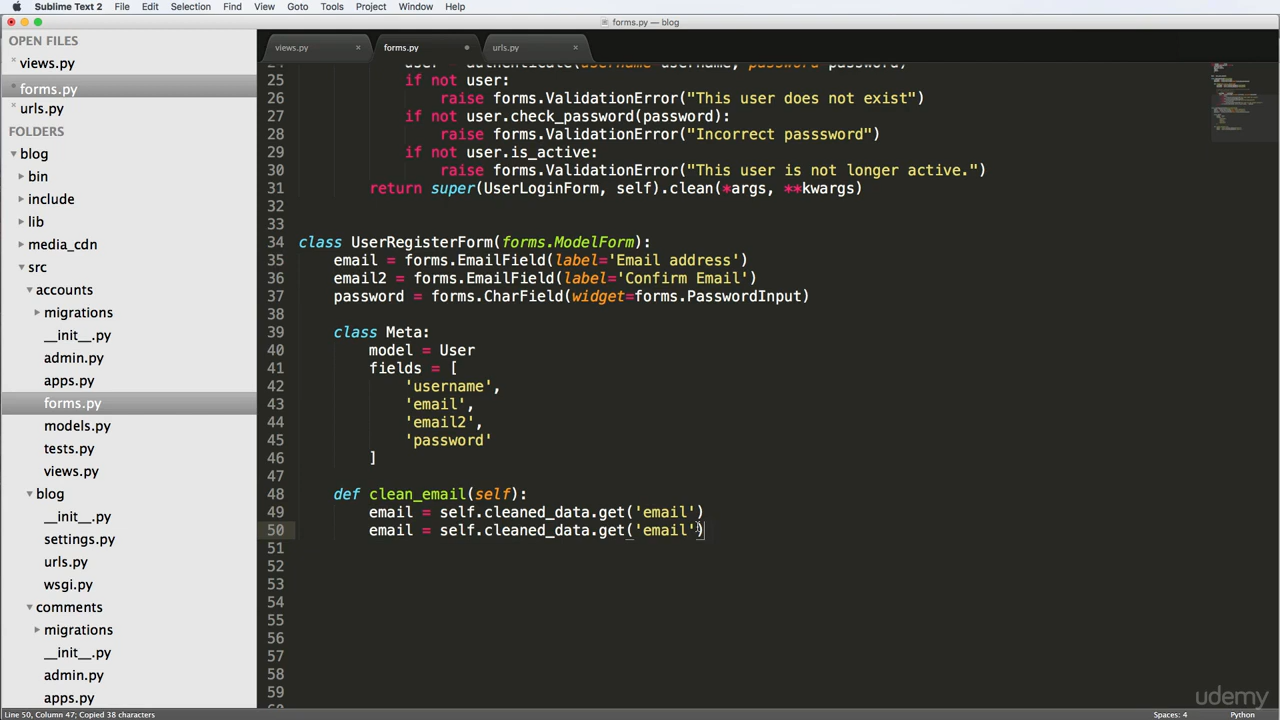 Sublime Text 2 File Edit Selection Find View Goto Tools Project Window Help
forms.py — blog
OPEN FILES
views.py
forms.py
urls.py
FOLDERS
blog
bin
include
lib
media_cdn
src
accounts
migrations
__init__.py
admin.py
apps.py
forms.py
models.py
tests.py
views.py
blog
__init__.py
settings.py
urls.py
wsgi.py
comments
migrations
__init__.py
admin.py
apps.py
views.py forms.py urls.py
24 user = authenticate(username=username, password=password)
25 if not user:
26 raise forms.ValidationError("This user does not exist")
27 if not user.check_password(password):
28 raise forms.ValidationError("Incorrect passsword")
29 if not user.is_active:
30 raise forms.ValidationError("This user is not longer active.")
31 return super(UserLoginForm, self).clean(*args, **kwargs)
32
33
34 class UserRegisterForm(forms.ModelForm):
35 email = forms.EmailField(label='Email address')
36 email2 = forms.EmailField(label='Confirm Email')
37 password = forms.CharField(widget=forms.PasswordInput)
38
39 class Meta:
40 model = User
41 fields = [
42 'username',
43 'email',
44 'email2',
45 'password'
46 ]
47
48 def clean_email(self):
49 email = self.cleaned_data.get('email')
50 email = self.cleaned_data.get('email')
51
52
53
54
55
56
57
58
59
60
udemy
Line 50, Column 47; Copied 38 characters Spaces: 4 Python